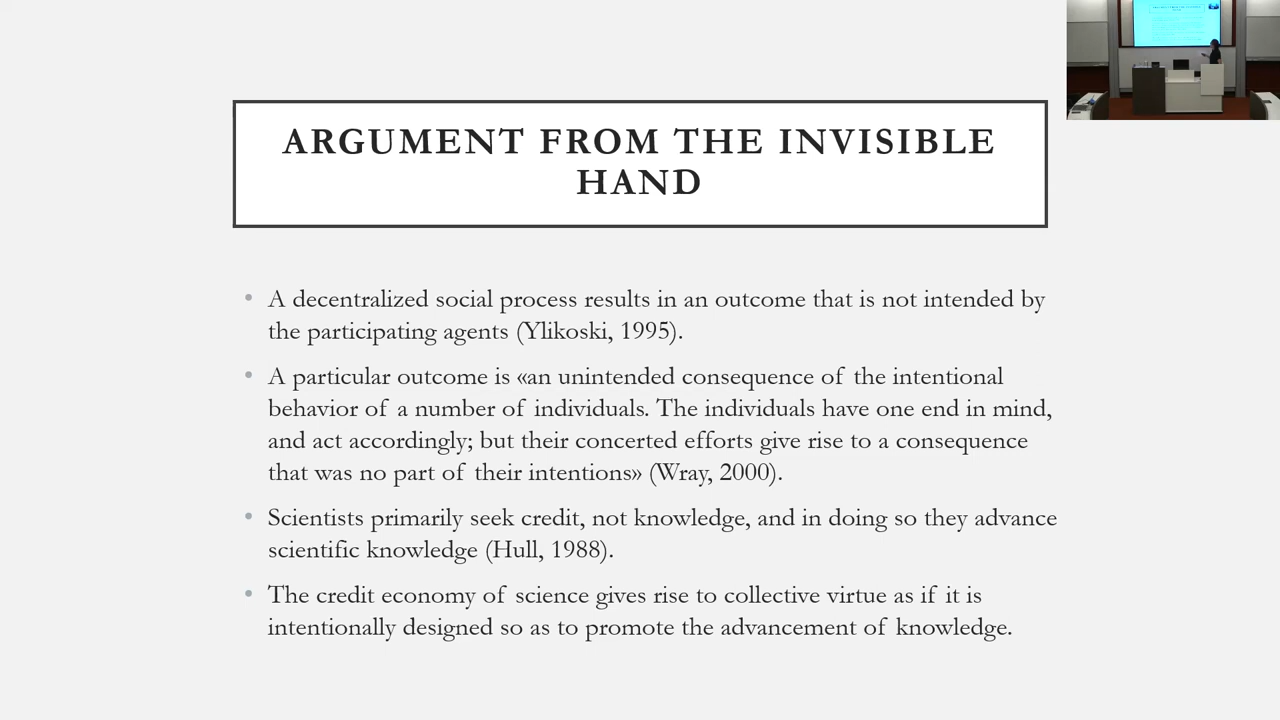 ARGUMENT FROM THE INVISIBLE
HAND
• A decentralized social process results in an outcome that is not intended by
the participating agents (Ylikoski, 1995).
• A particular outcome is «an unintended consequence of the intentional
behavior of a number of individuals. The individuals have one end in mind,
and act accordingly; but their concerted efforts give rise to a consequence
that was no part of their intentions» (Wray, 2000).
• Scientists primarily seek credit, not knowledge, and in doing so they advance
scientific knowledge (Hull, 1988).
• The credit economy of science gives rise to collective virtue as if it is
intentionally designed so as to promote the advancement of knowledge.